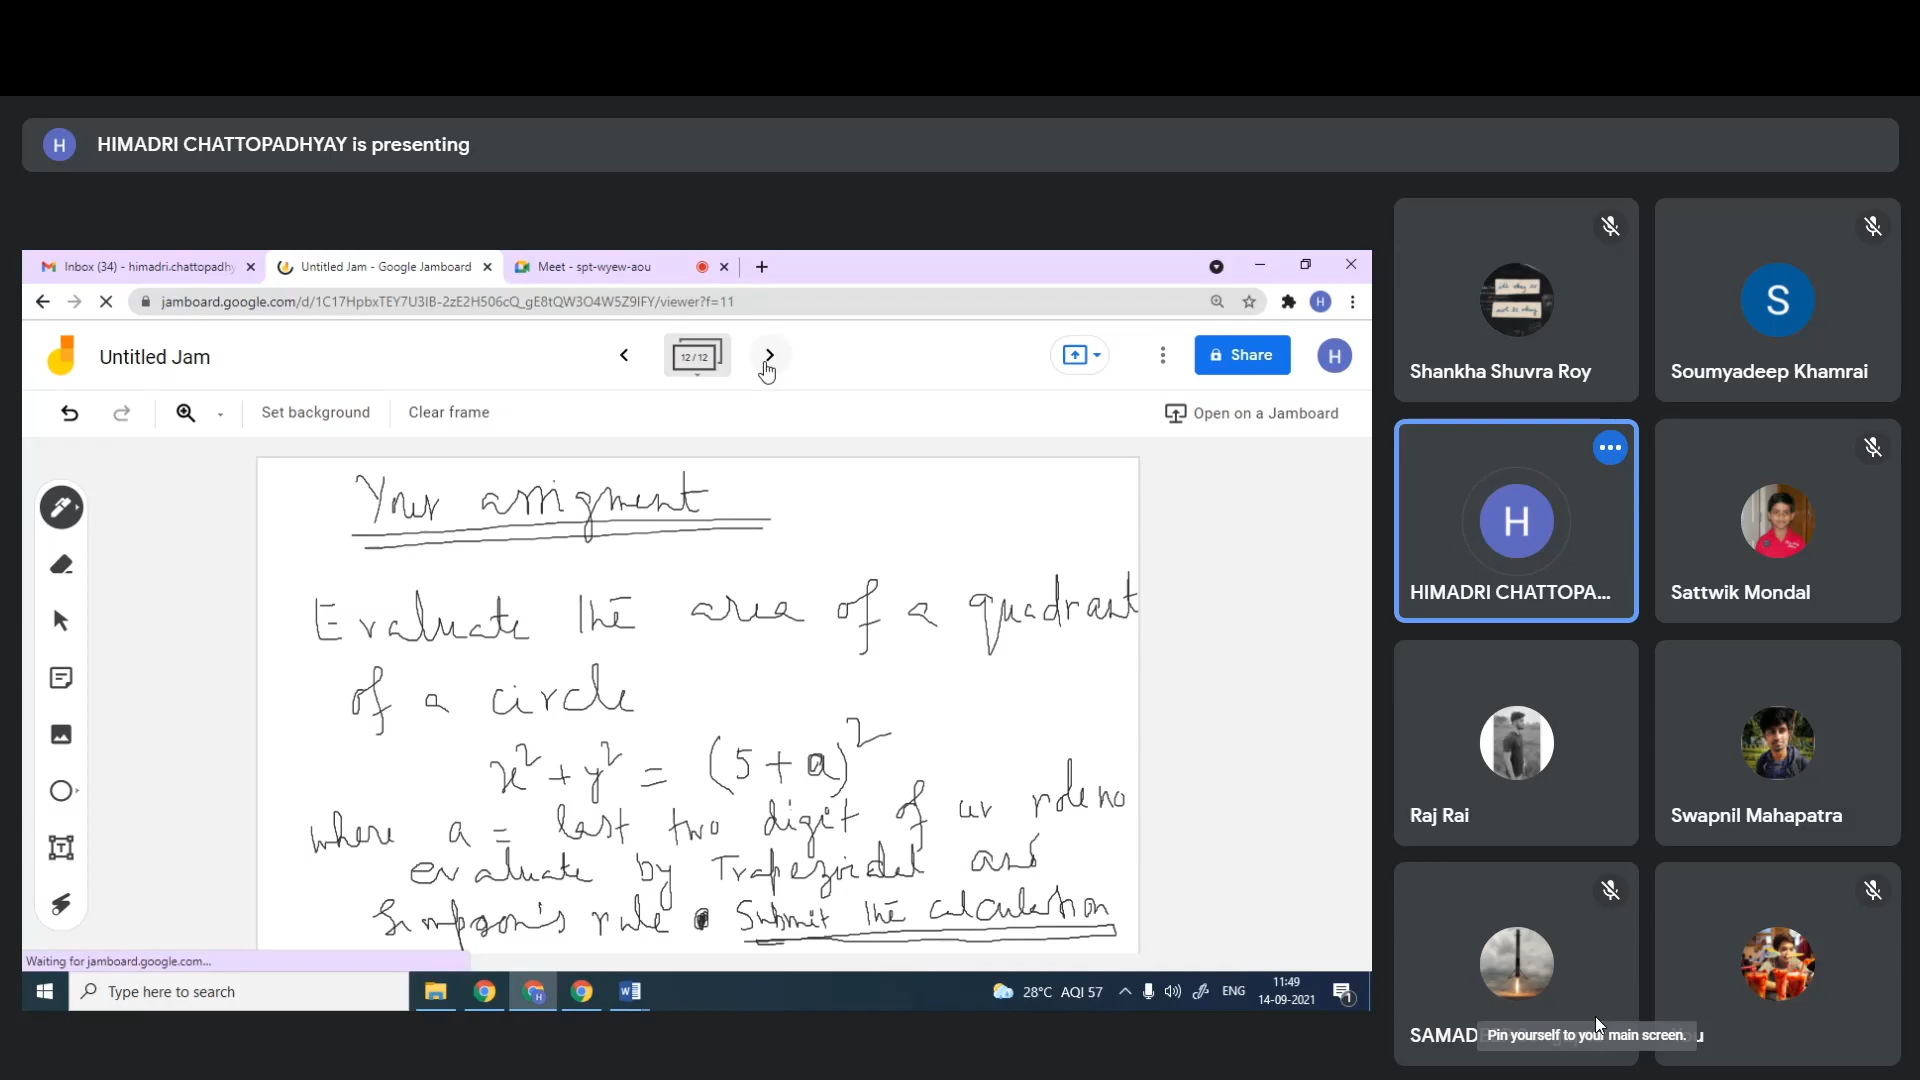 H HIMADRI CHATTOPADHYAY is presenting
Inbox (34) - himadri.chattopadhy
Untitled Jam - Google Jamboard
Meet - spt-wyew-aou
jamboard.google.com/d/1C17HpbxTEY7U3IB-2zE2H506cQ_gE8tQW3O4W5Z9IFY/viewer?f=11
H
Untitled Jam
12 / 12
Share
H
Set background
Clear frame
Open on a Jamboard
Your assigment
Evaluate the area of a quadrant
of a circle
x² + y² = (5 + a)²
where a = last two digit of ur role no
evaluate by Trapezoidal and
Simpson's rule • Submit the calculation
Waiting for jamboard.google.com...
Type here to search
28°C AQI 57
ENG
11:49
14-09-2021
1
Shankha Shuvra Roy
S
Soumyadeep Khamrai
H
HIMADRI CHATTOPA...
Sattwik Mondal
Raj Rai
Swapnil Mahapatra
SAMAD
Pin yourself to your main screen.